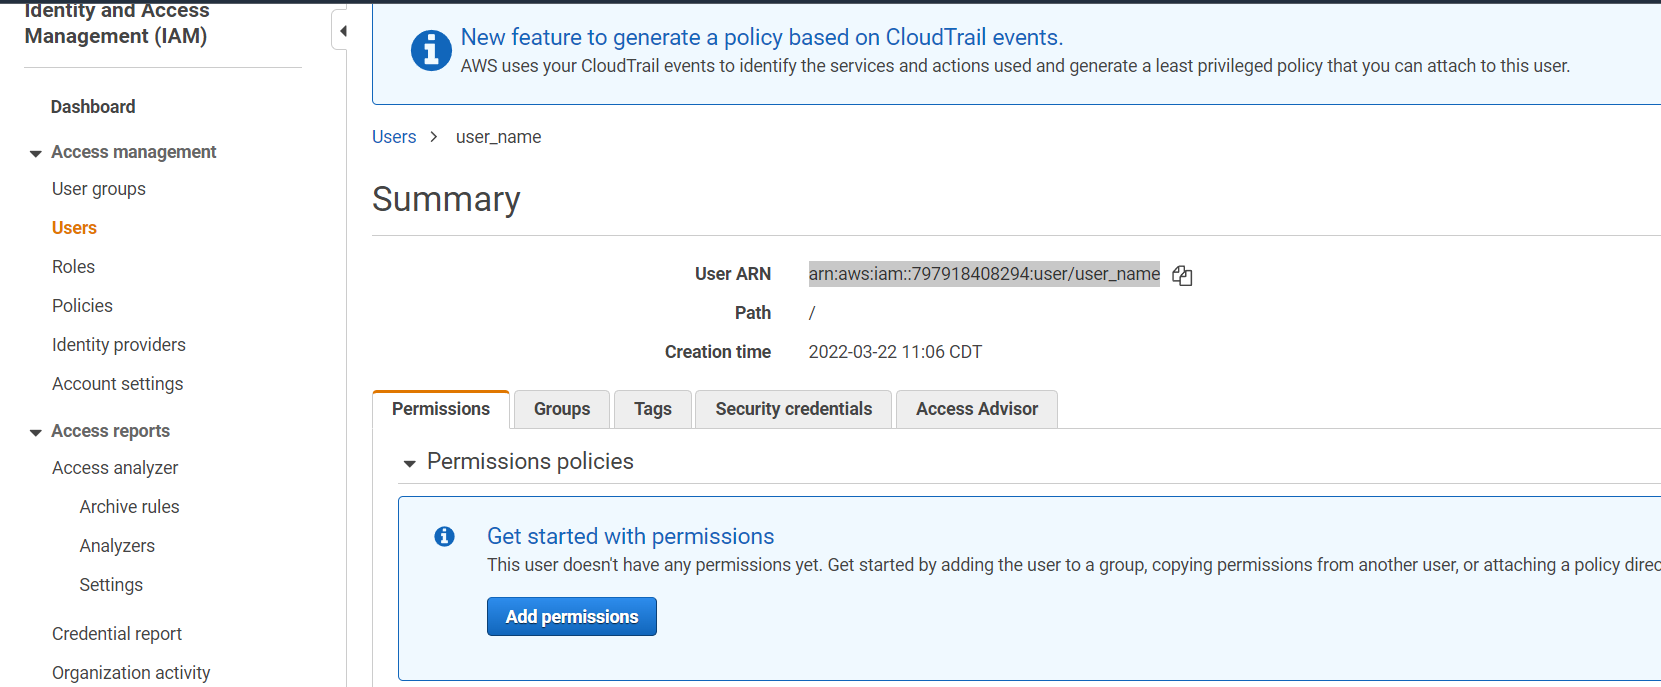 Identity and Access
Management (IAM)
Dashboard
Access management
User groups
Users
Roles
Policies
Identity providers
Account settings
Access reports
Access analyzer
Archive rules
Analyzers
Settings
Credential report
Organization activity
New feature to generate a policy based on CloudTrail events.
AWS uses your CloudTrail events to identify the services and actions used and generate a least privileged policy that you can attach to this user.
Users > user_name
Summary
User ARN arn:aws:iam::797918408294:user/user_name
Path /
Creation time 2022-03-22 11:06 CDT
Permissions Groups Tags Security credentials Access Advisor
Permissions policies
Get started with permissions
This user doesn't have any permissions yet. Get started by adding the user to a group, copying permissions from another user, or attaching a policy direc
Add permissions